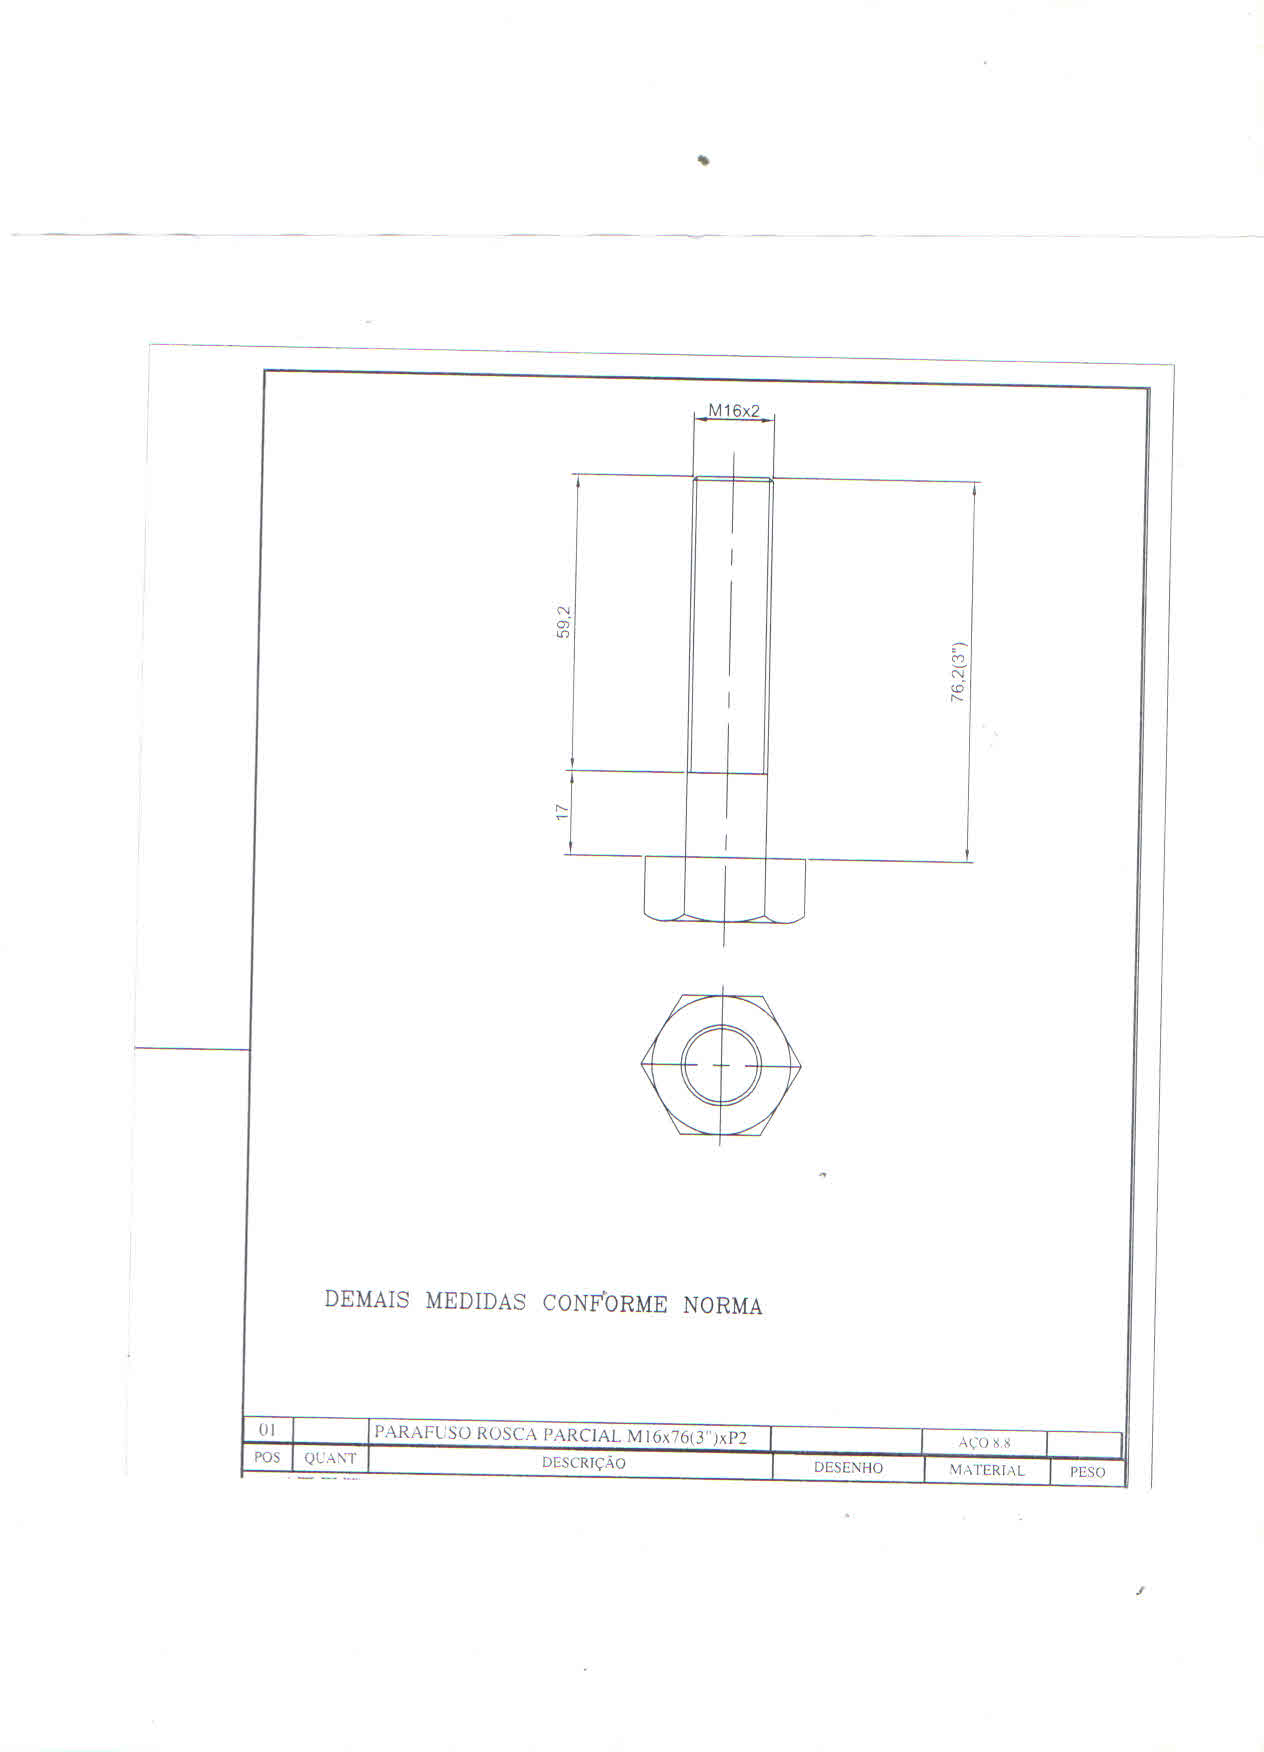 M16x2
59,2
76,2(3")
17
DEMAIS MEDIDAS CONFORME NORMA
01 PARAFUSO ROSCA PARCIAL M16x76(3")xP2 AÇO 8.8
POS QUANT DESCRIÇÃO DESENHO MATERIAL PESO